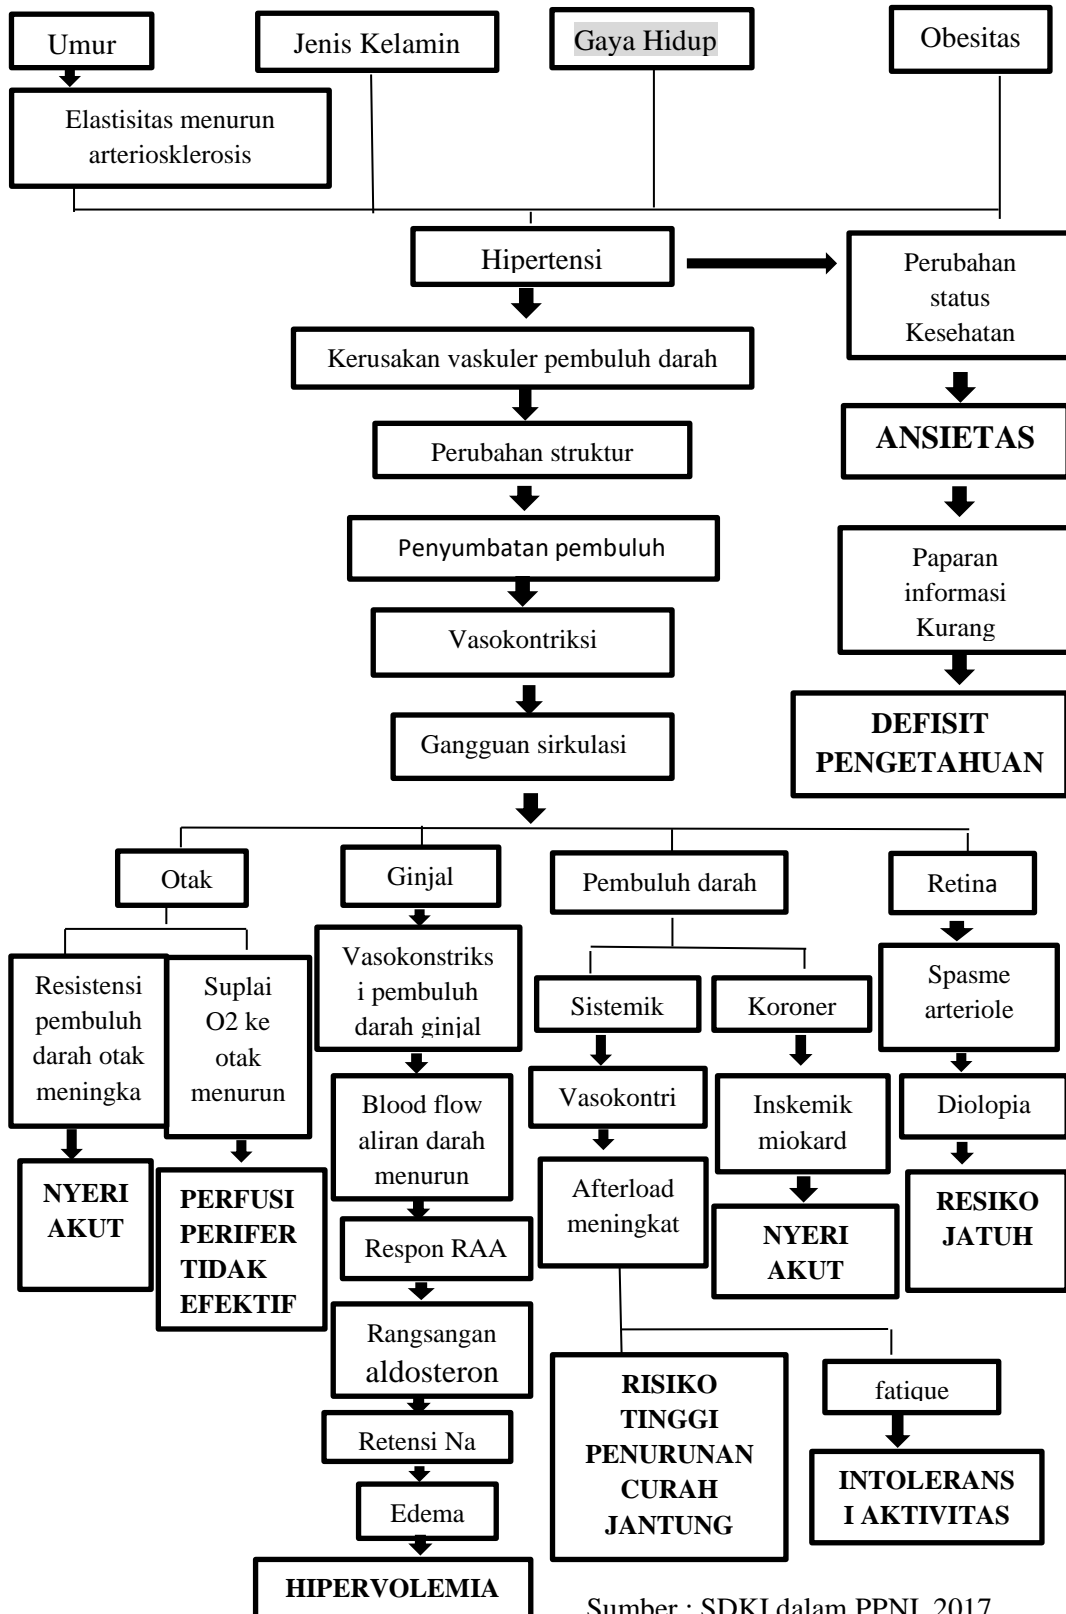 Umur
Jenis Kelamin
Gaya Hidup
Obesitas
Elastisitas menurun
arteriosklerosis
Hipertensi
Perubahan
status
Kesehatan
Kerusakan vaskuler pembuluh darah
ANSIETAS
Perubahan struktur
Penyumbatan pembuluh
Paparan
informasi
Kurang
Vasokontriksi
DEFISIT
PENGETAHUAN
Gangguan sirkulasi
Otak
Ginjal
Pembuluh darah
Retina
Resistensi
pembuluh
darah otak
meningka
Suplai
O2 ke
otak
menurun
Vasokonstriks
i pembuluh
darah ginjal
Sistemik
Koroner
Spasme
arteriole
Blood flow
aliran darah
menurun
Vasokontri
Inskemik
miokard
Diolopia
NYERI
AKUT
PERFUSI
PERIFER
TIDAK
EFEKTIF
Afterload
meningkat
NYERI
AKUT
RESIKO
JATUH
Respon RAA
Rangsangan
aldosteron
RISIKO
TINGGI
PENURUNAN
CURAH
JANTUNG
fatique
Retensi Na
INTOLERANS
I AKTIVITAS
Edema
HIPERVOLEMIA
Sumber : SDKI dalam PPNI, 2017